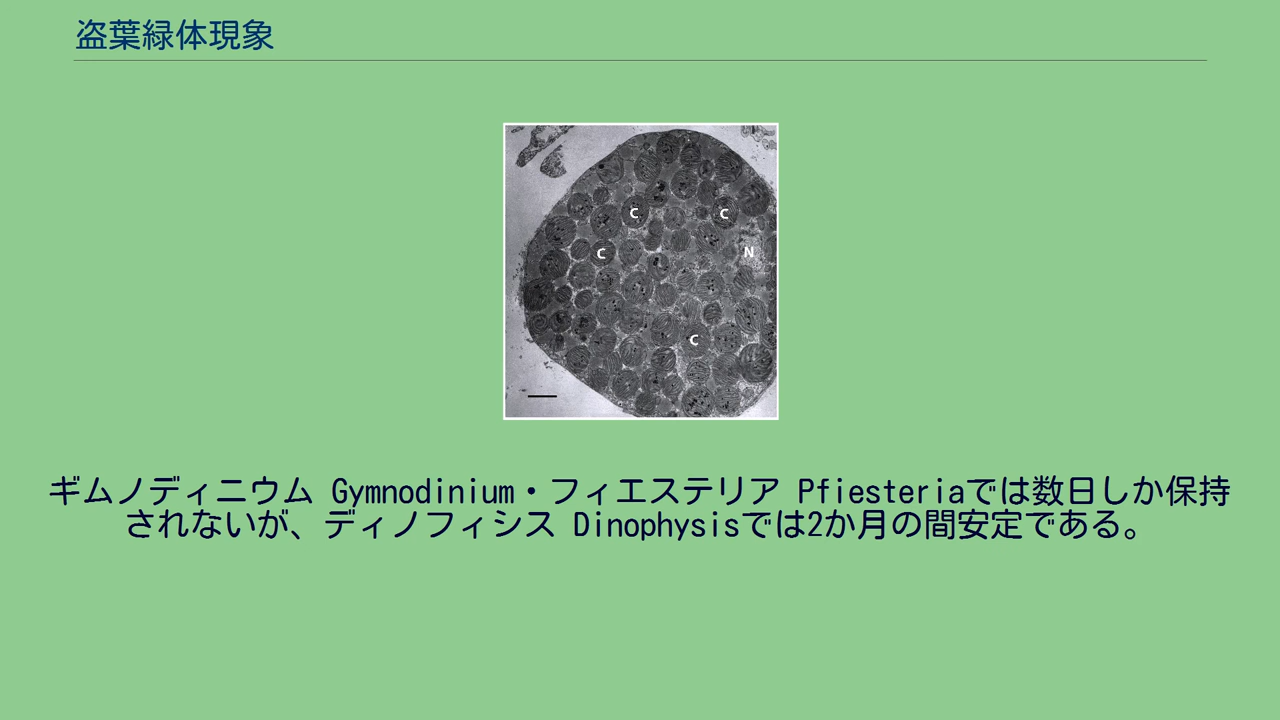 盗葉緑体現象
C
C
C
N
C
ギムノディニウム Gymnodinium・フィエステリア Pfiesteriaでは数日しか保持
されないが、ディノフィシス Dinophysisでは2か月の間安定である。